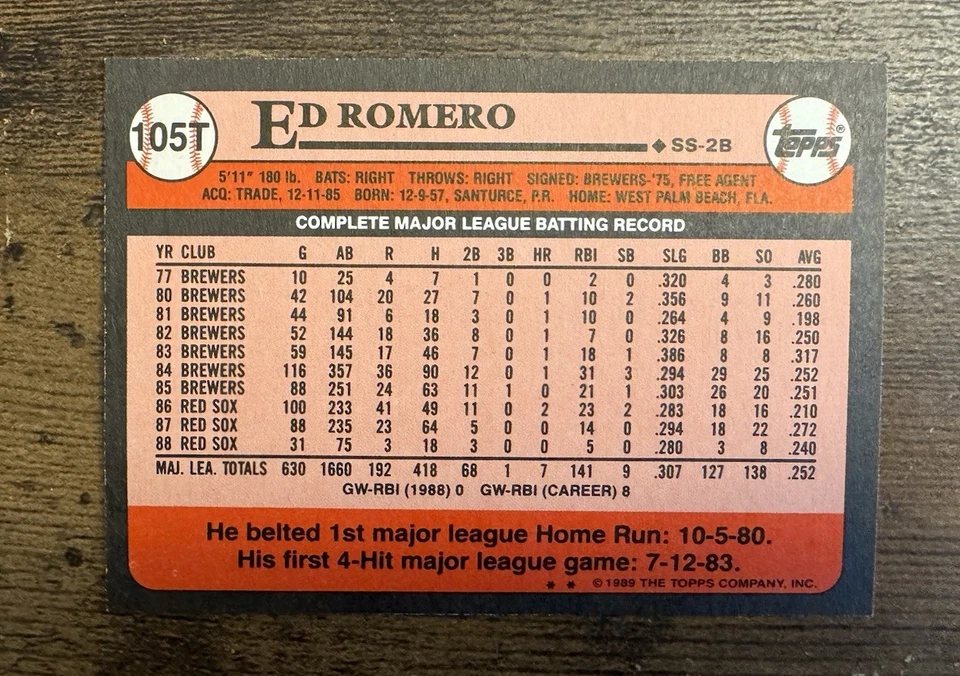 105T
ED ROMERO
◆ SS-2B
topps®
5'11" 180 lb. BATS: RIGHT THROWS: RIGHT SIGNED: BREWERS-'75, FREE AGENT
ACQ: TRADE, 12-11-85 BORN: 12-9-57, SANTURCE, P.R. HOME: WEST PALM BEACH, FLA.
COMPLETE MAJOR LEAGUE BATTING RECORD
YR CLUB G AB R H 2B 3B HR RBI SB SLG BB SO AVG
77 BREWERS 10 25 4 7 1 0 0 2 0 .320 4 3 .280
80 BREWERS 42 104 20 27 7 0 1 10 2 .356 9 11 .260
81 BREWERS 44 91 6 18 3 0 1 10 0 .264 4 9 .198
82 BREWERS 52 144 18 36 8 0 1 7 0 .326 8 16 .250
83 BREWERS 59 145 17 46 7 0 1 18 1 .386 8 8 .317
84 BREWERS 116 357 36 90 12 0 1 31 3 .294 29 25 .252
85 BREWERS 88 251 24 63 11 1 0 21 1 .303 26 20 .251
86 RED SOX 100 233 41 49 11 0 2 23 2 .283 18 16 .210
87 RED SOX 88 235 23 64 5 0 0 14 0 .294 18 22 .272
88 RED SOX 31 75 3 18 3 0 0 5 0 .280 3 8 .240
MAJ. LEA. TOTALS 630 1660 192 418 68 1 7 141 9 .307 127 138 .252
GW-RBI (1988) 0 GW-RBI (CAREER) 8
He belted 1st major league Home Run: 10-5-80.
His first 4-Hit major league game: 7-12-83.
* * © 1989 THE TOPPS COMPANY, INC.